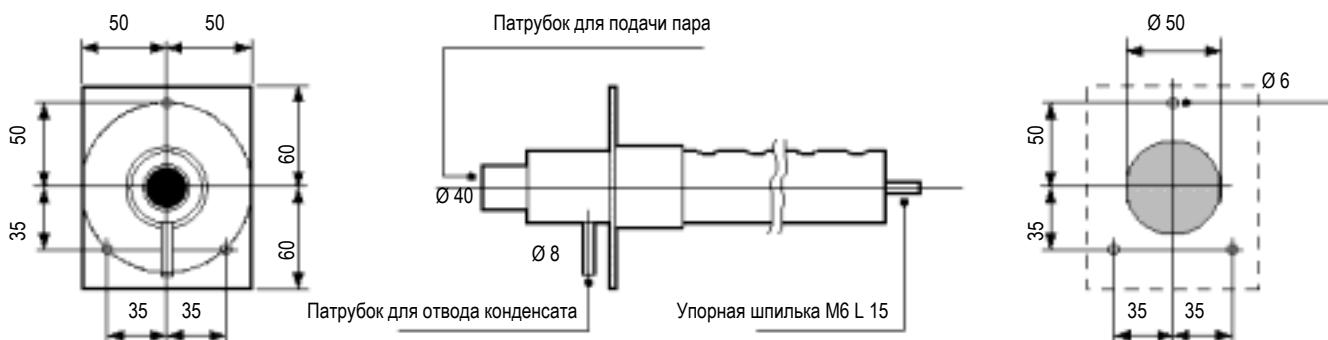 50 50
50
35
60
60
35 35
Патрубок для подачи пара
Ø 40
Ø 8
Патрубок для отвода конденсата
Упорная шпилька M6 L 15
Ø 50
Ø 6
50
35
35 35